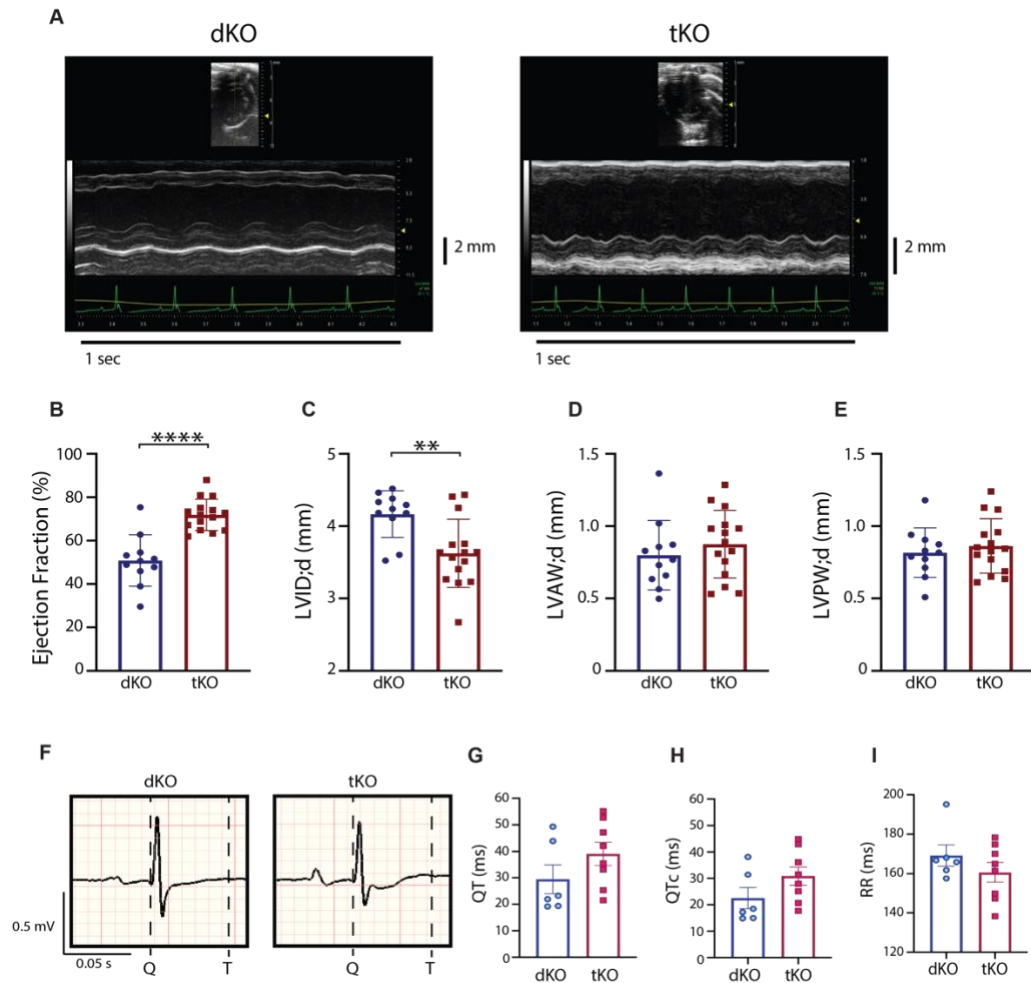 A
dKO
tKO
2 mm
2 mm
1 sec
1 sec
B
C
D
E
****
**
Ejection Fraction (%)
100
80
60
40
20
0
dKO
tKO
LVID;d (mm)
5
4
3
2
dKO
tKO
LVAW;d (mm)
1.5
1.0
0.5
0
dKO
tKO
LVPW;d (mm)
1.5
1.0
0.5
0
dKO
tKO
F
G
H
I
dKO
tKO
0.5 mV
0.05 s
Q
T
Q
T
QT (ms)
60
50
40
30
20
10
0
dKO
tKO
QTc (ms)
60
50
40
30
20
10
0
dKO
tKO
RR (ms)
200
180
160
140
120
dKO
tKO